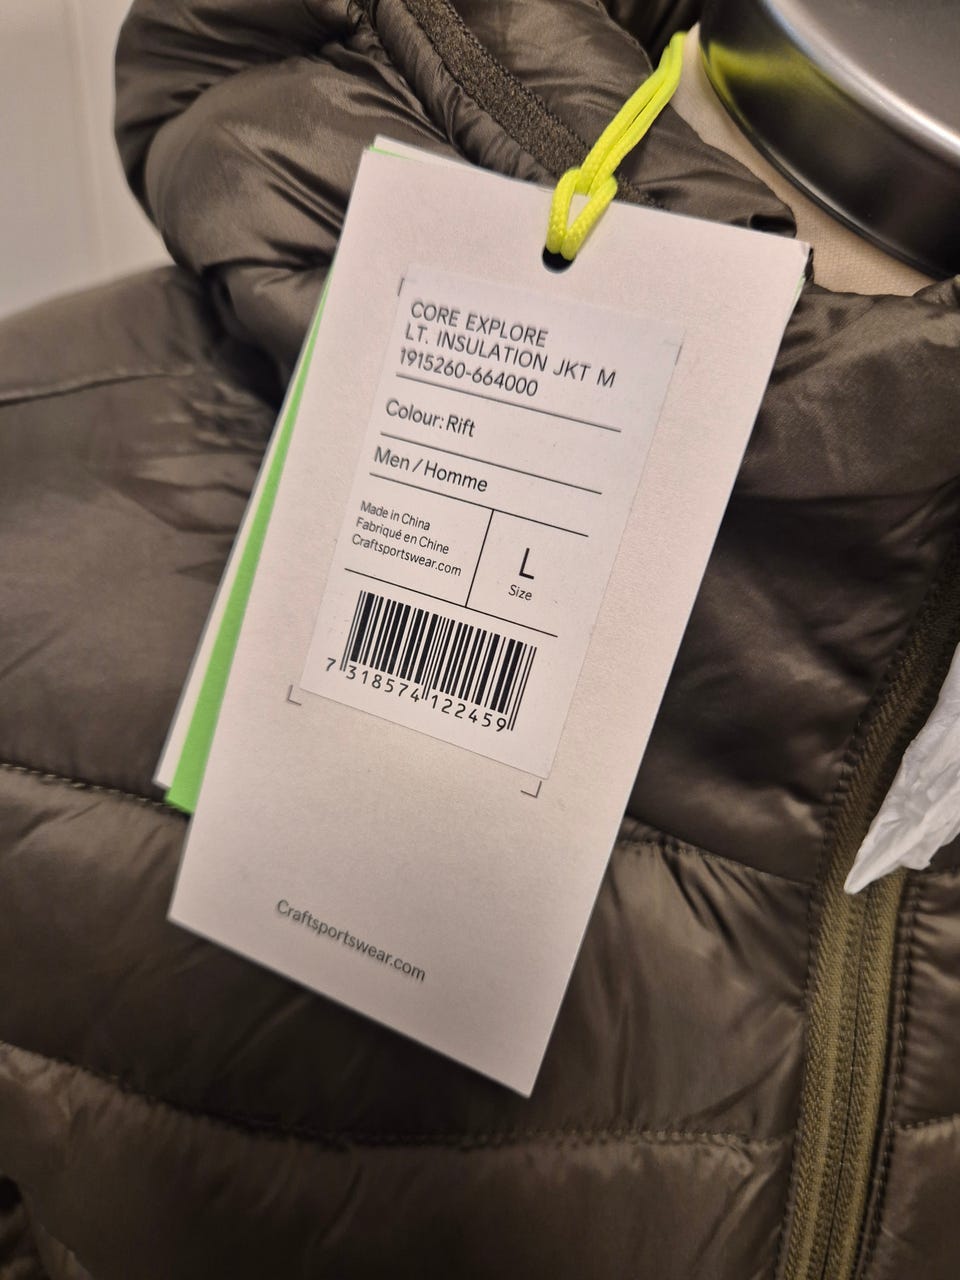 CORE EXPLORE
LT. INSULATION JKT M
1915260-664000
Colour: Rift
Men / Homme
Made in China
Fabriqué en Chine
Craftsportswear.com
L
Size
7 318574 122459
Craftsportswear.com